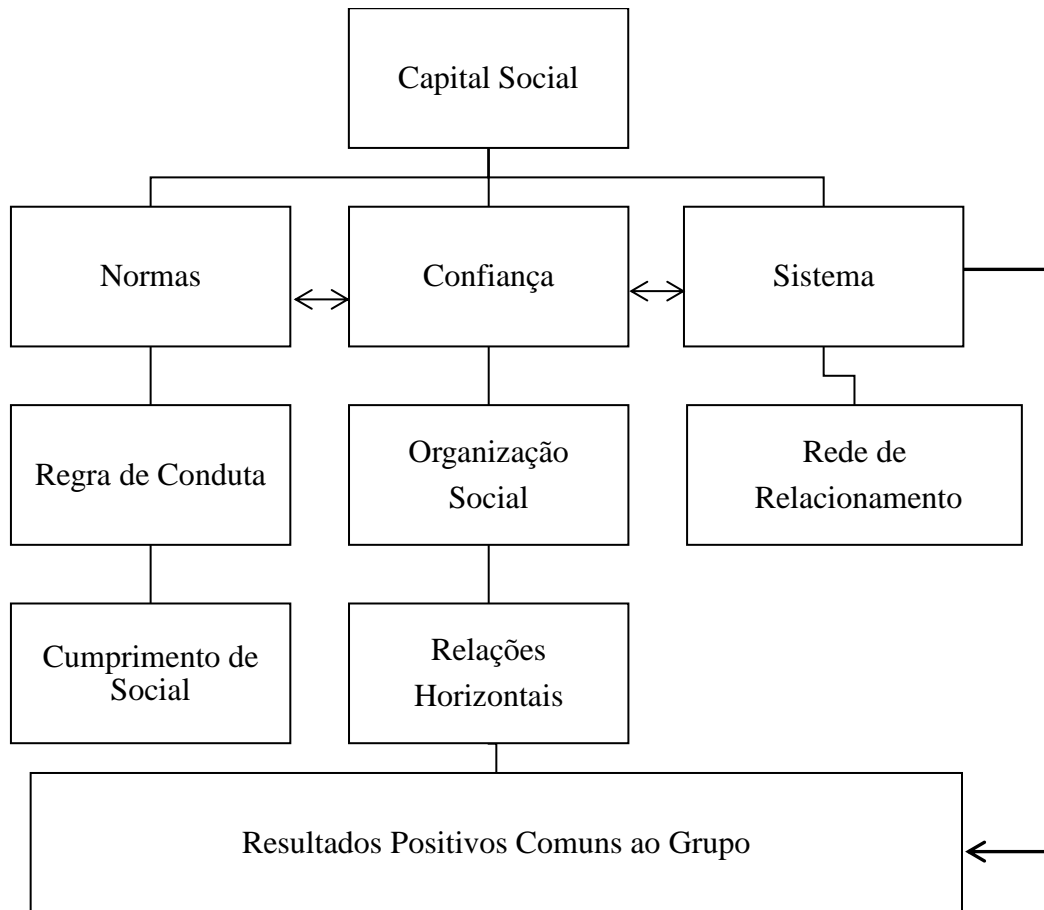 Capital Social
Normas
Confiança
Sistema
Regra de Conduta
Organização
Social
Rede de
Relacionamento
Cumprimento de
Social
Relações
Horizontais
Resultados Positivos Comuns ao Grupo